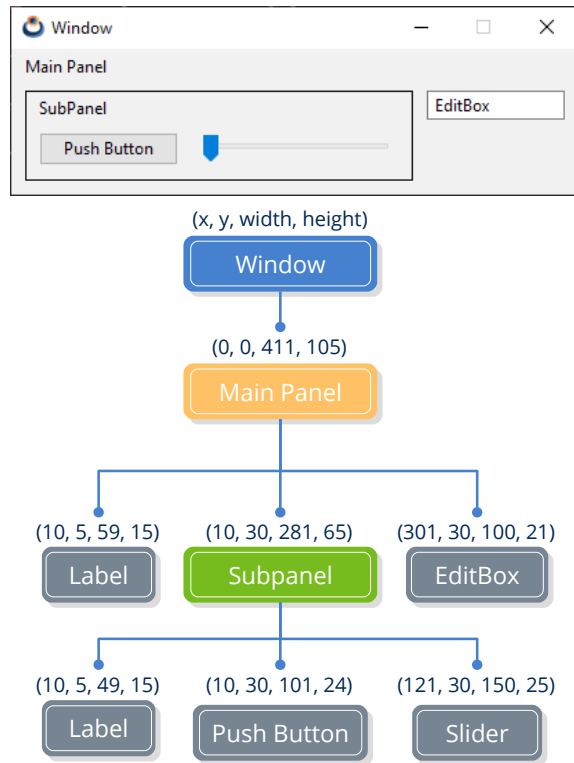 Window
Main Panel
SubPanel
EditBox
Push Button
(x, y, width, height)
Window
(0, 0, 411, 105)
Main Panel
(10, 5, 59, 15) (10, 30, 281, 65) (301, 30, 100, 21)
Label Subpanel EditBox
(10, 5, 49, 15) (10, 30, 101, 24) (121, 30, 150, 25)
Label Push Button Slider